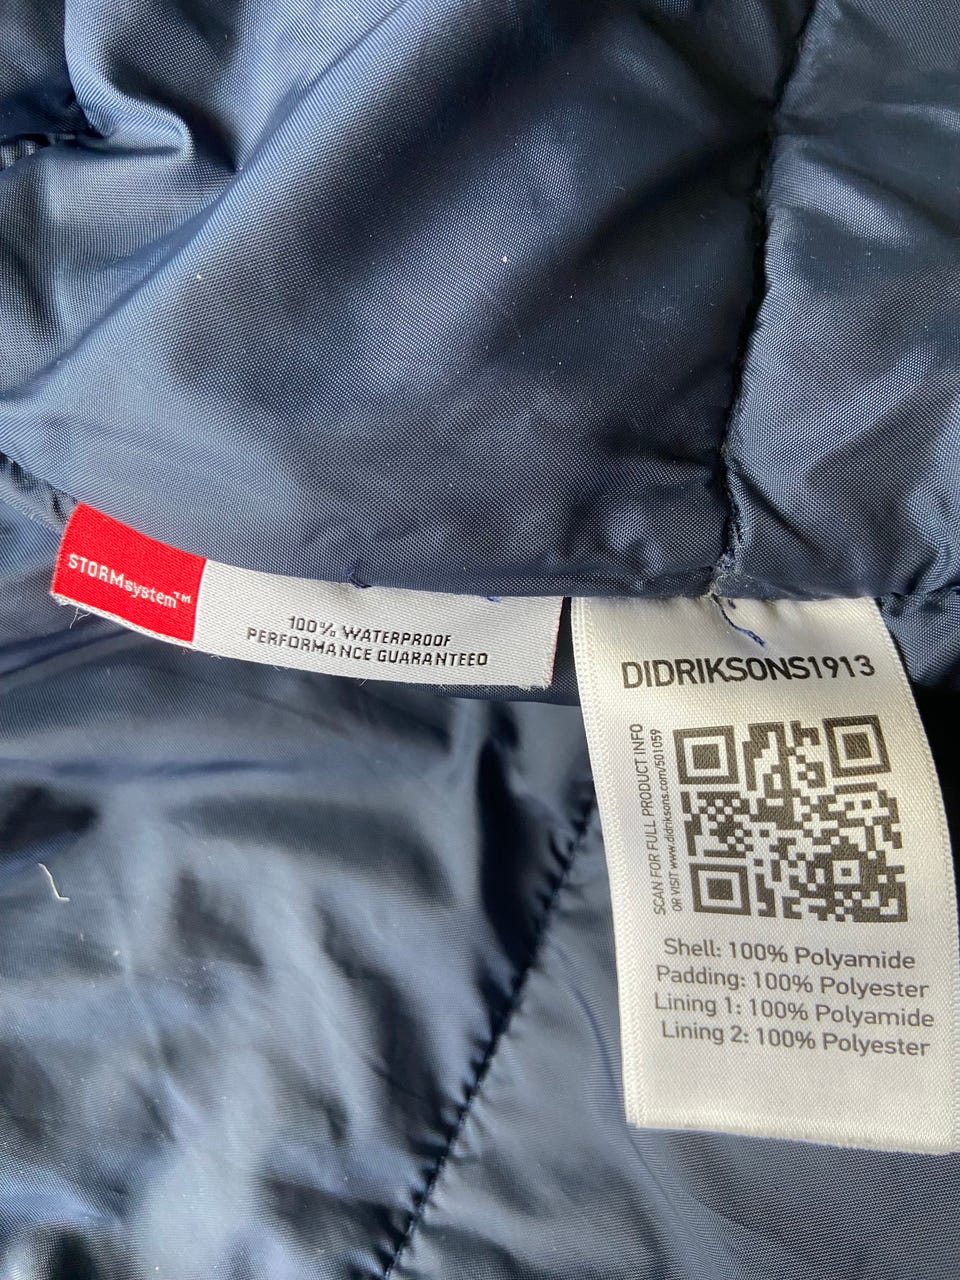 STORMsystem™
100% WATERPROOF
PERFORMANCE GUARANTEED
DIDRIKSONS1913
SCAN FOR FULL PRODUCT INFO
OR VISIT www.didriksons.com/501059
Shell: 100% Polyamide
Padding: 100% Polyester
Lining 1: 100% Polyamide
Lining 2: 100% Polyester